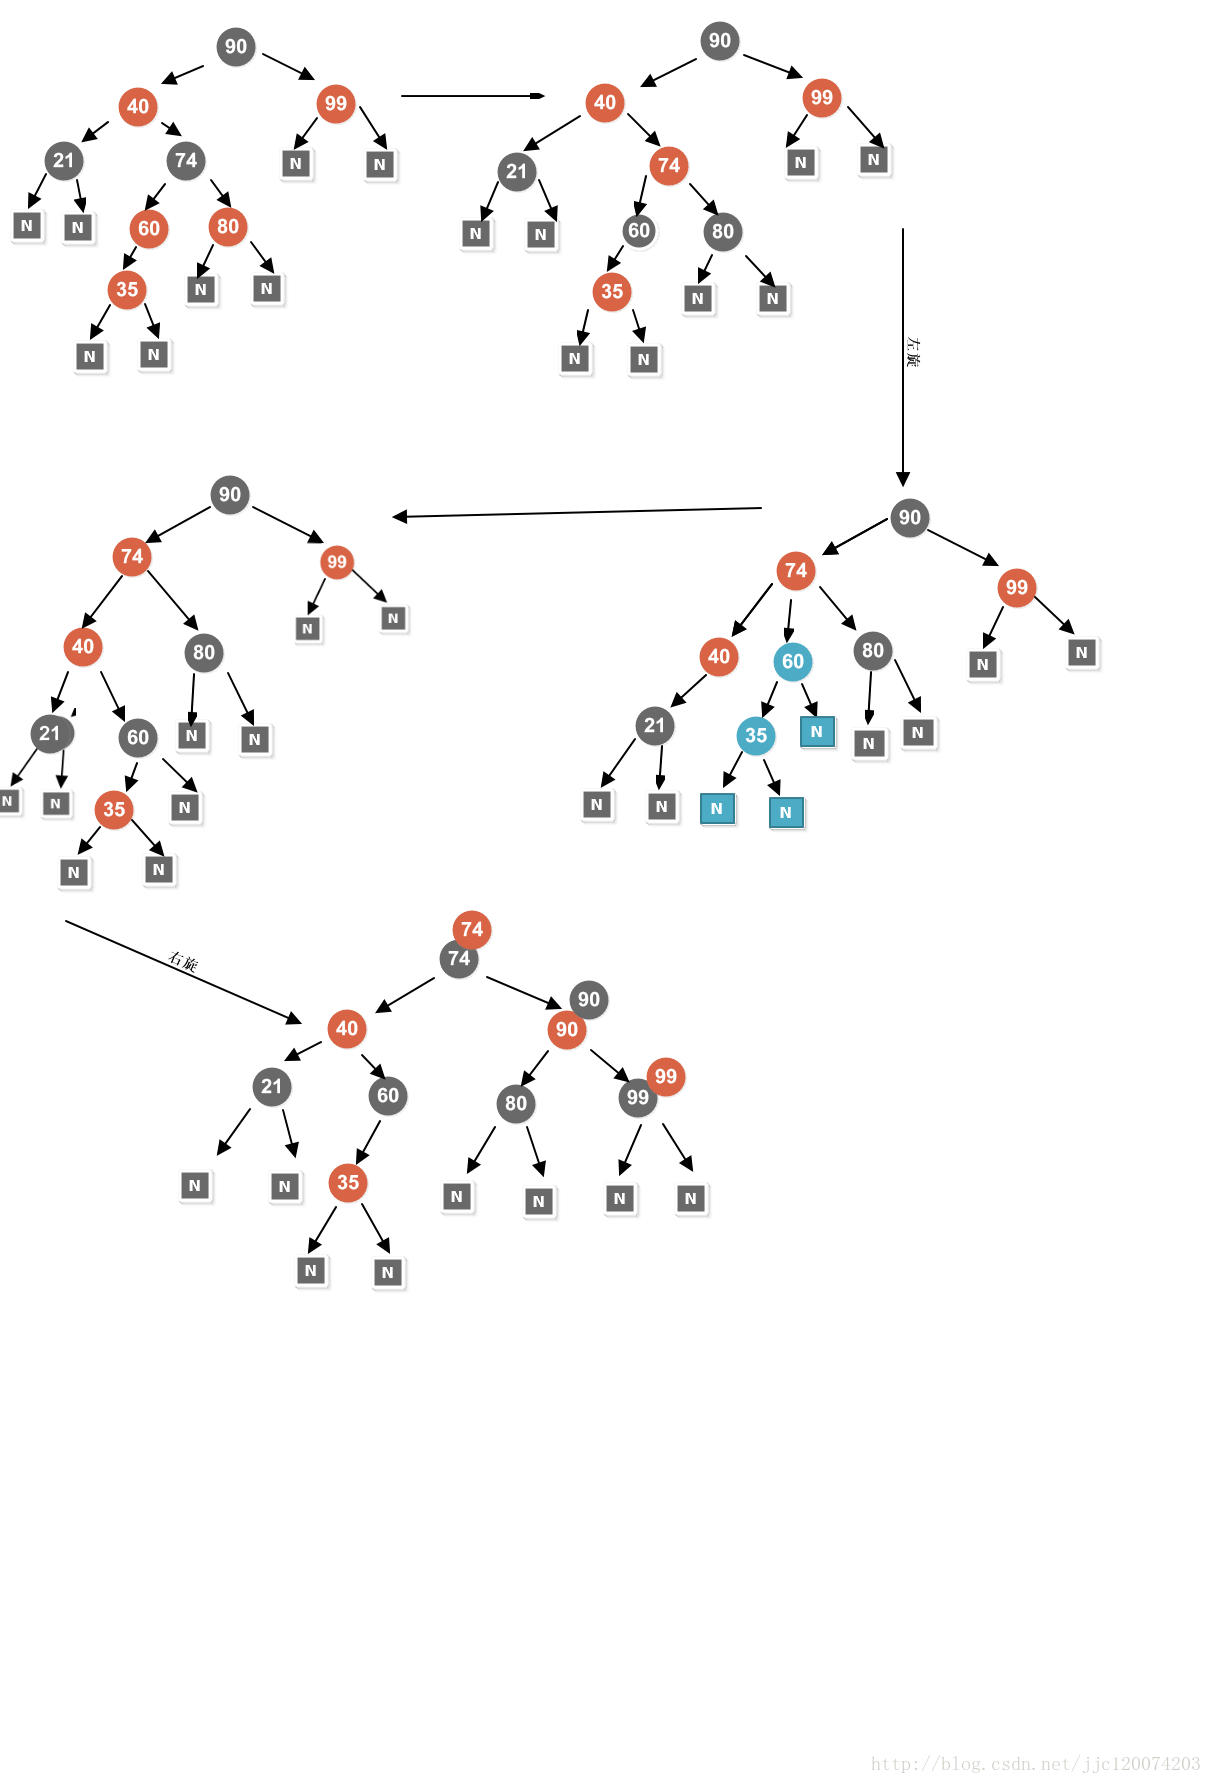 90
40 99
21 74 N N
N N 60 80
35 N N
N N
90
40 99
21 74 N N
N N 60 80
35 N N
N N
左旋
90
74 99
40 60 80 N N
21 35 N N N
N N N N
90
74 99
40 80 N N
21 60 N N
N N 35 N
N N
右旋
74
74
90
40 90
99
21 60 80 99
N N 35 N N N N
N N
http://blog.csdn.net/jjc120074203